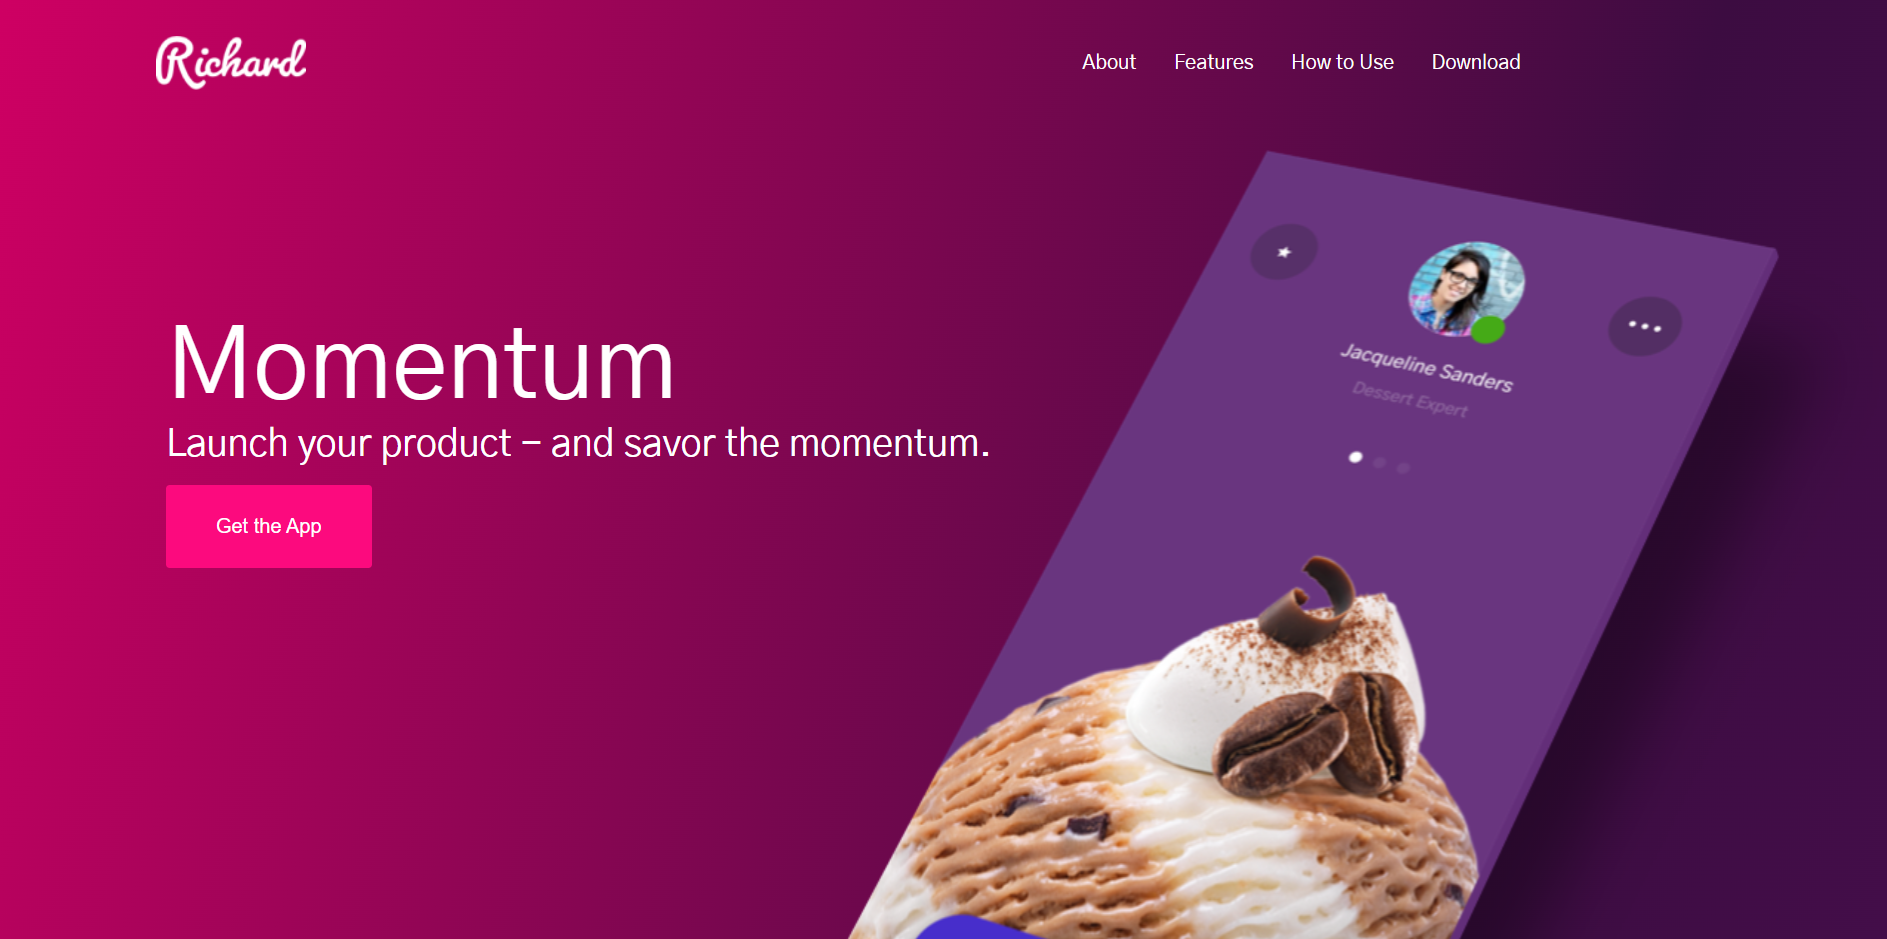 Richard
About Features How to Use Download
Momentum
Launch your product – and savor the momentum.
Get the App
Jacqueline Sanders
Dessert Expert